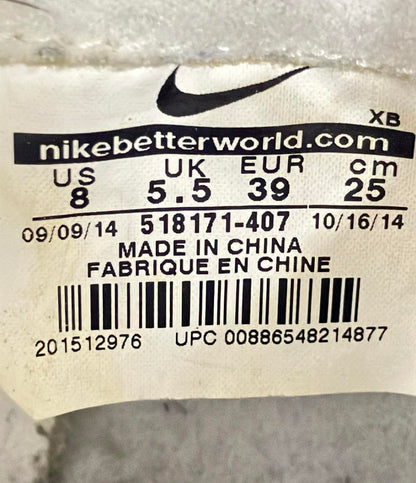 XB
nikebetterworld.com
US UK EUR cm
8 5.5 39 25
09/09/14 518171-407 10/16/14
MADE IN CHINA
FABRIQUE EN CHINE
201512976 UPC 00886548214877